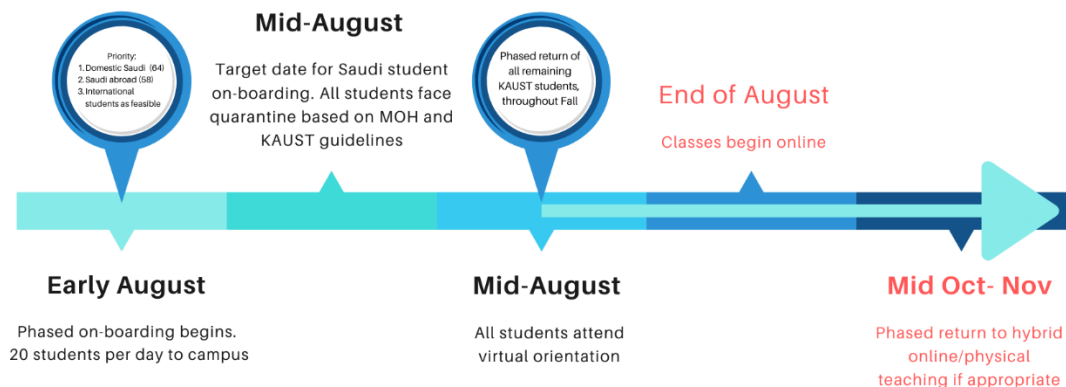 Priority:
1. Domestic Saudi (64)
2. Saudi abroad (58)
3. International
students as feasible
Early August
Phased on-boarding begins.
20 students per day to campus
Mid-August
Target date for Saudi student
on-boarding. All students face
quarantine based on MOH and
KAUST guidelines
Phased return of
all remaining
KAUST students,
throughout Fall
Mid-August
All students attend
virtual orientation
End of August
Classes begin online
Mid Oct- Nov
Phased return to hybrid
online/physical
teaching if appropriate